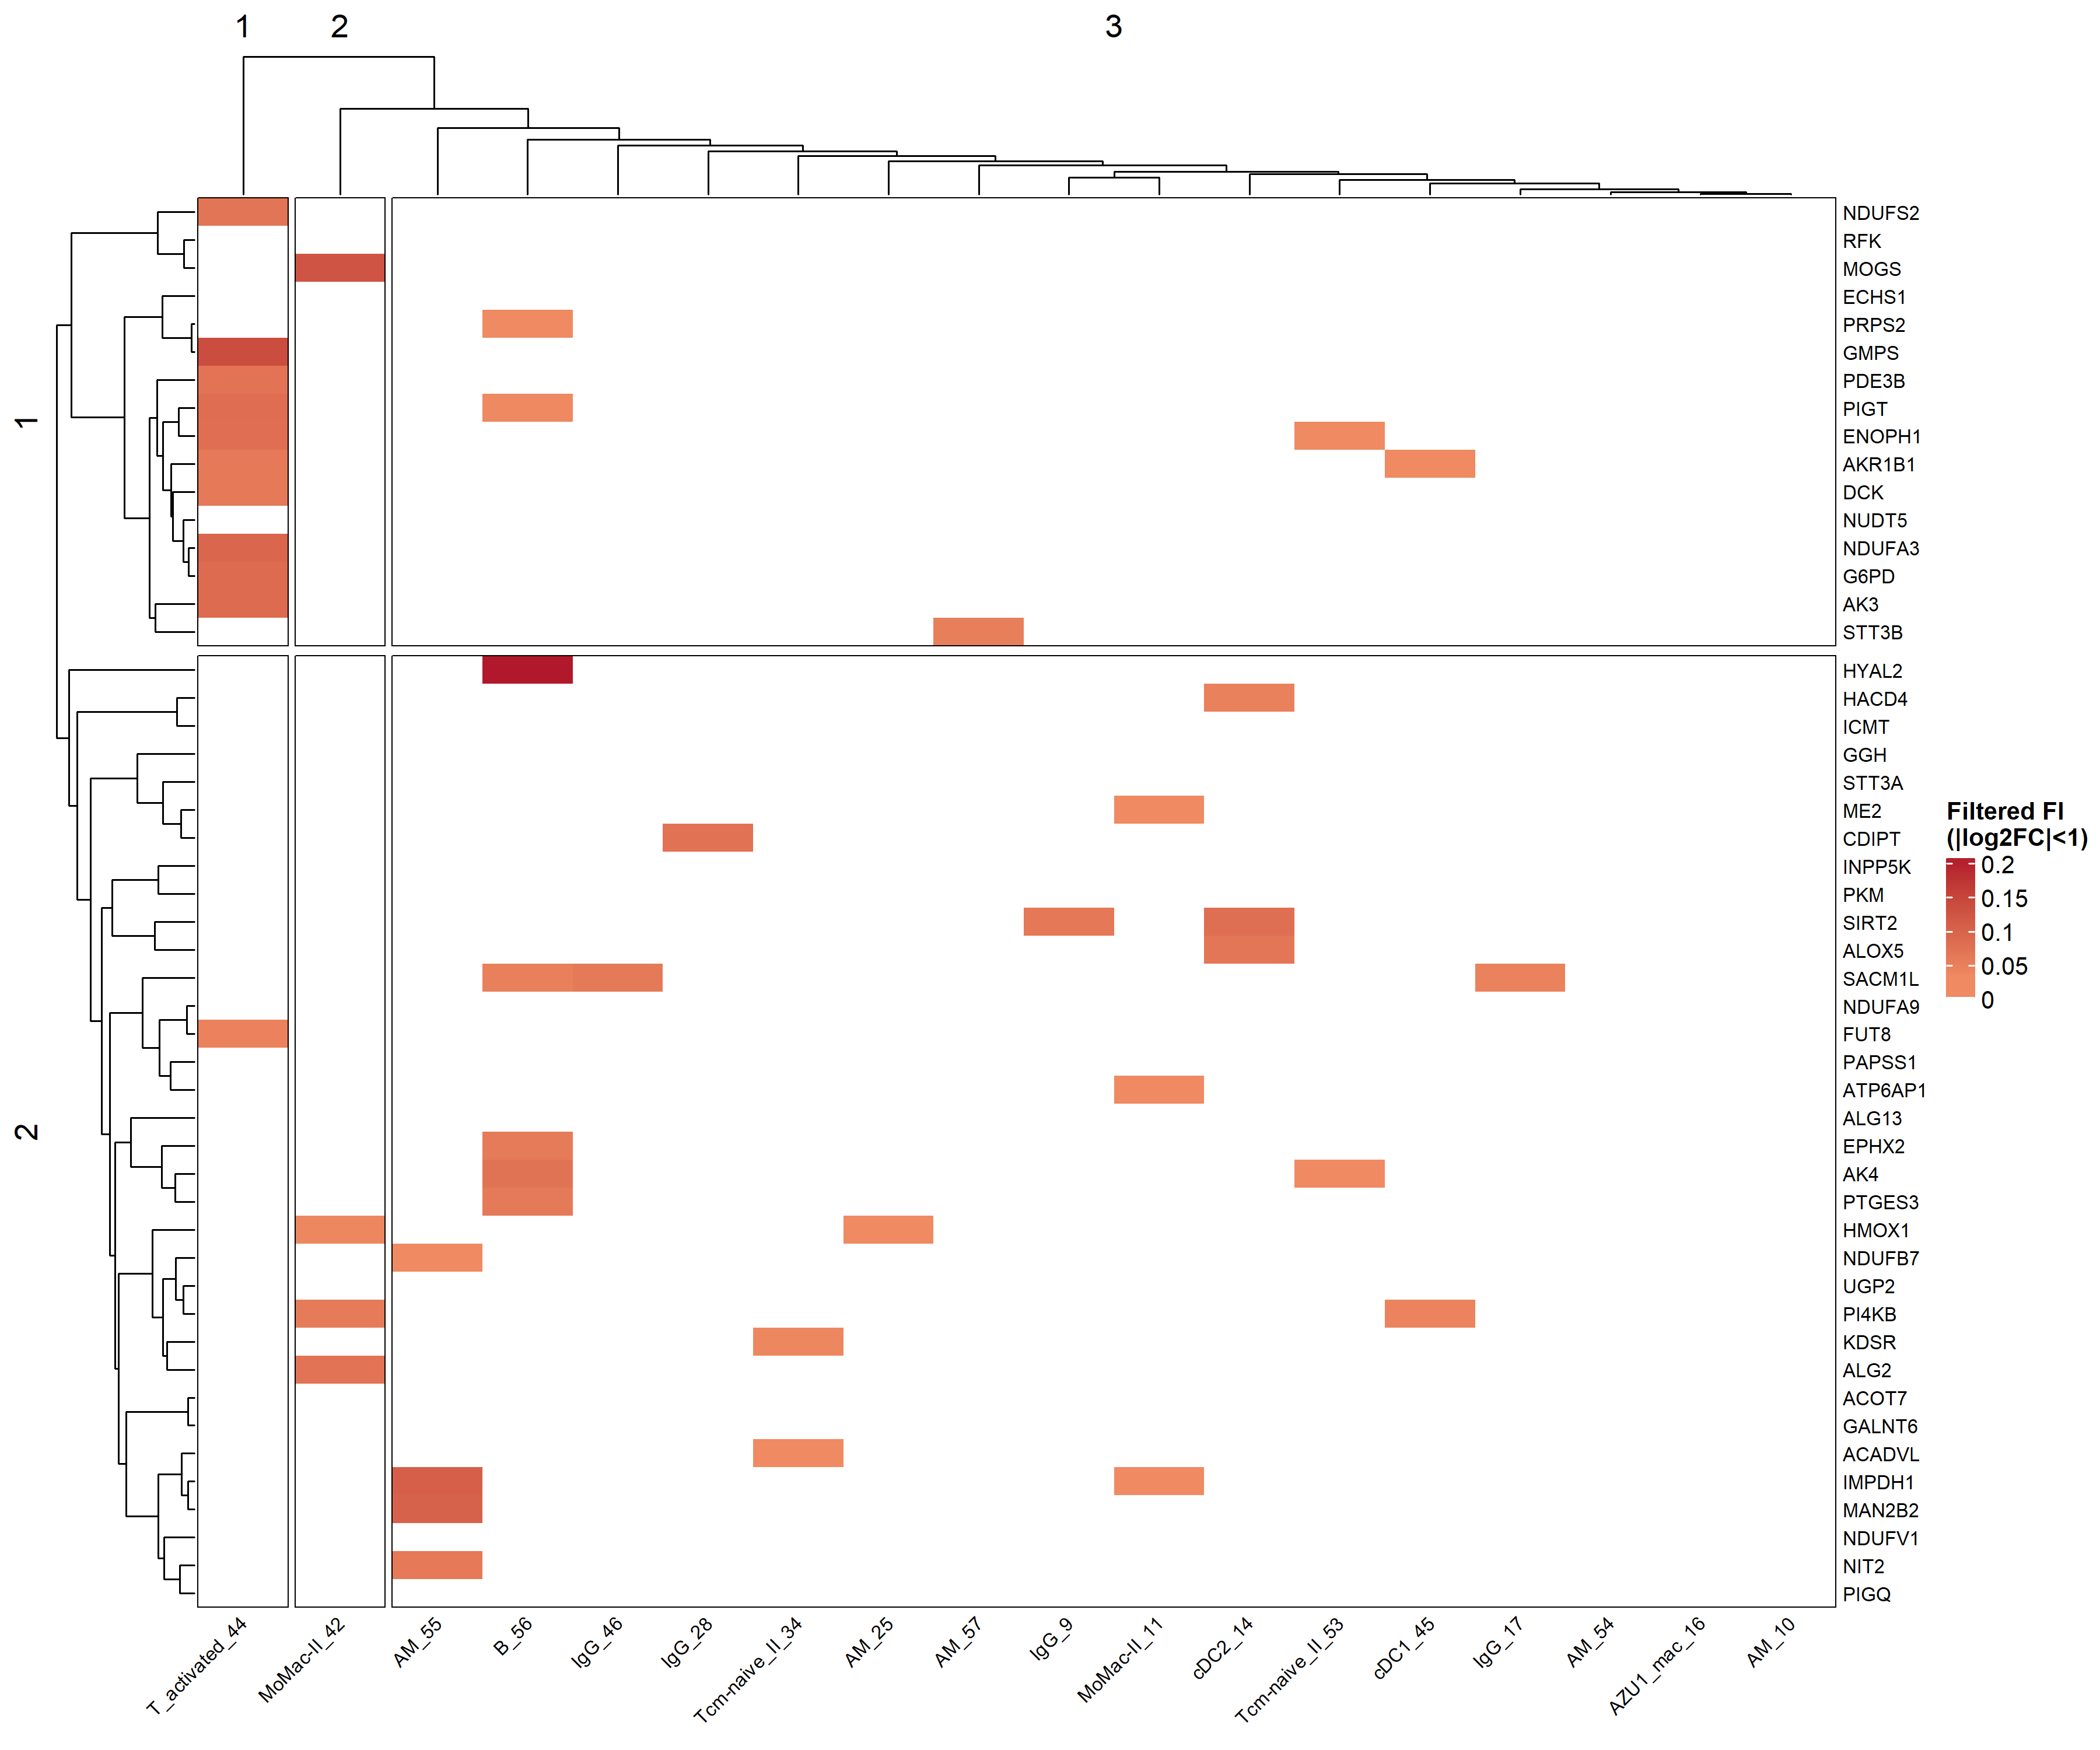 1
2
3
1
2
NDUFS2
RFK
MOGS
ECHS1
PRPS2
GMPS
PDE3B
PIGT
ENOPH1
AKR1B1
DCK
NUDT5
NDUFA3
G6PD
AK3
STT3B
HYAL2
HACD4
ICMT
GGH
STT3A
ME2
CDIPT
INPP5K
PKM
SIRT2
ALOX5
SACM1L
NDUFA9
FUT8
PAPSS1
ATP6AP1
ALG13
EPHX2
AK4
PTGES3
HMOX1
NDUFB7
UGP2
PI4KB
KDSR
ALG2
ACOT7
GALNT6
ACADVL
IMPDH1
MAN2B2
NDUFV1
NIT2
PIGQ
Filtered FI
(|log2FC|<1)
0.2
0.15
0.1
0.05
0
T_activated_44
MoMac-II_42
AM_55
B_56
IgG_46
IgG_28
Tcm-naive_II_34
AM_25
AM_57
IgG_9
MoMac-II_11
cDC2_14
Tcm-naive_II_53
cDC1_45
IgG_17
AM_54
AZU1_mac_16
AM_10